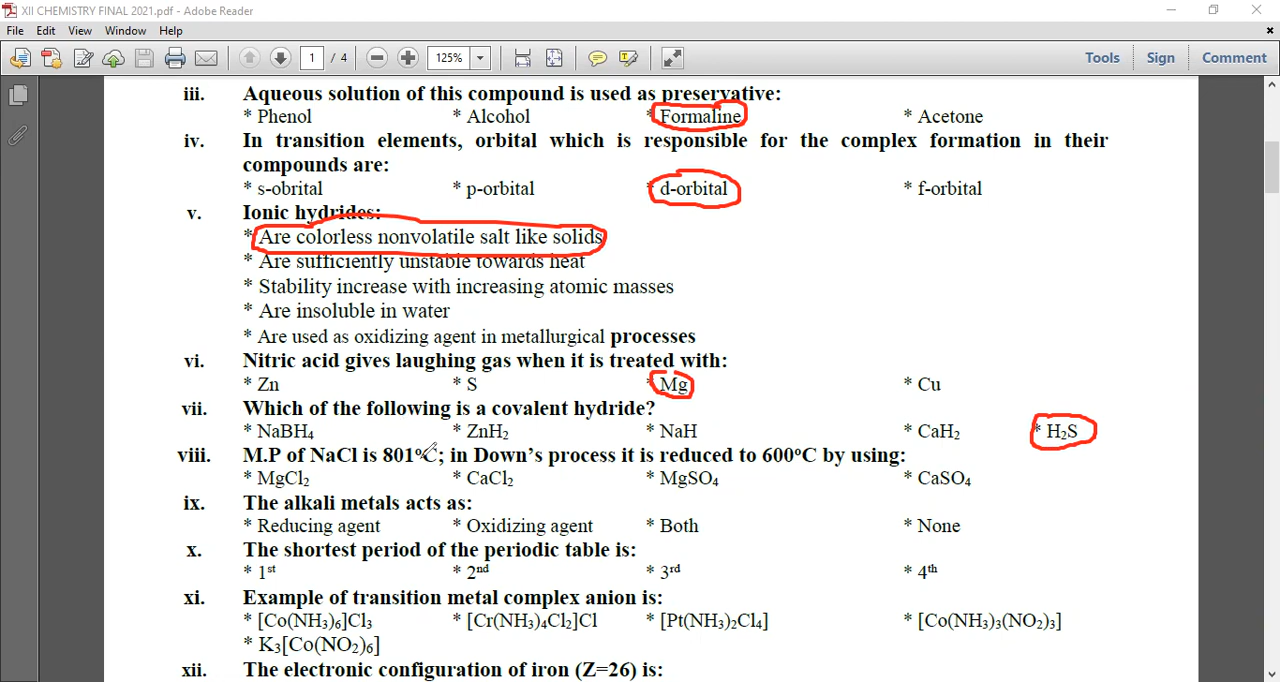 XII CHEMISTRY FINAL 2021.pdf - Adobe Reader
File Edit View Window Help
1 / 4 125% Tools Sign Comment
iii. Aqueous solution of this compound is used as preservative:
* Phenol * Alcohol * Formaline * Acetone
iv. In transition elements, orbital which is responsible for the complex formation in their
compounds are:
* s-obrital * p-orbital * d-orbital * f-orbital
v. Ionic hydrides:
* Are colorless nonvolatile salt like solids
* Are sufficiently unstable towards heat
* Stability increase with increasing atomic masses
* Are insoluble in water
* Are used as oxidizing agent in metallurgical processes
vi. Nitric acid gives laughing gas when it is treated with:
* Zn * S * Mg * Cu
vii. Which of the following is a covalent hydride?
* NaBH₄ * ZnH₂ * NaH * CaH₂ * H₂S
viii. M.P of NaCl is 801ºC; in Down's process it is reduced to 600ºC by using:
* MgCl₂ * CaCl₂ * MgSO₄ * CaSO₄
ix. The alkali metals acts as:
* Reducing agent * Oxidizing agent * Both * None
x. The shortest period of the periodic table is:
* 1ˢᵗ * 2ⁿᵈ * 3ʳᵈ * 4ᵗʰ
xi. Example of transition metal complex anion is:
* [Co(NH₃)₆]Cl₃ * [Cr(NH₃)₄Cl₂]Cl * [Pt(NH₃)₂Cl₄] * [Co(NH₃)₃(NO₂)₃]
* K₃[Co(NO₂)₆]
xii. The electronic configuration of iron (Z=26) is: